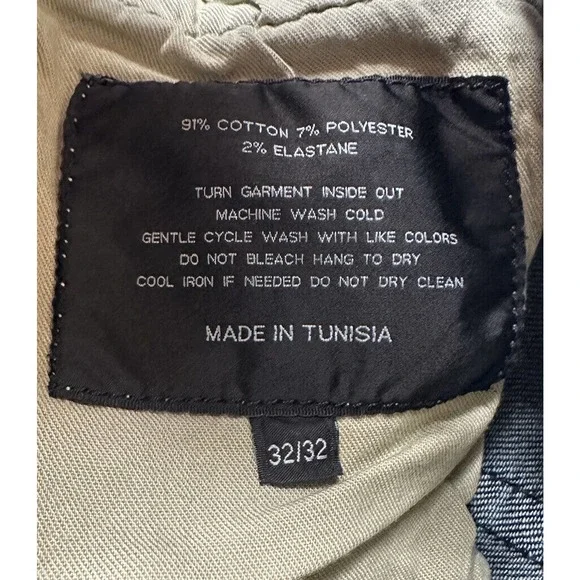 91% COTTON 7% POLYESTER
2% ELASTANE
TURN GARMENT INSIDE OUT
MACHINE WASH COLD
GENTLE CYCLE WASH WITH LIKE COLORS
DO NOT BLEACH HANG TO DRY
COOL IRON IF NEEDED DO NOT DRY CLEAN
MADE IN TUNISIA
32/32